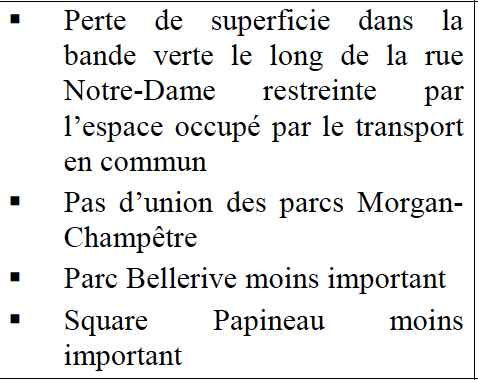 ▪ Perte de superficie dans la
bande verte le long de la rue
Notre-Dame restreinte par
l’espace occupé par le transport
en commun
▪ Pas d’union des parcs Morgan-
Champêtre
▪ Parc Bellerive moins important
▪ Square Papineau moins
important